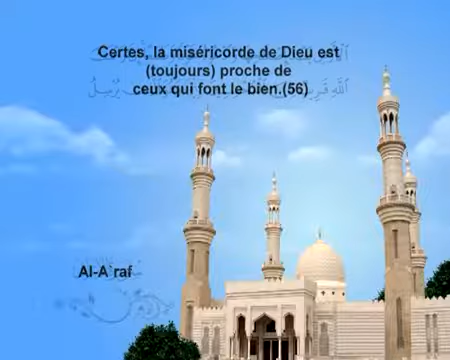 Certes, la miséricorde de Dieu est
(toujours) proche de
ceux qui font le bien.(56)
Al-A`raf